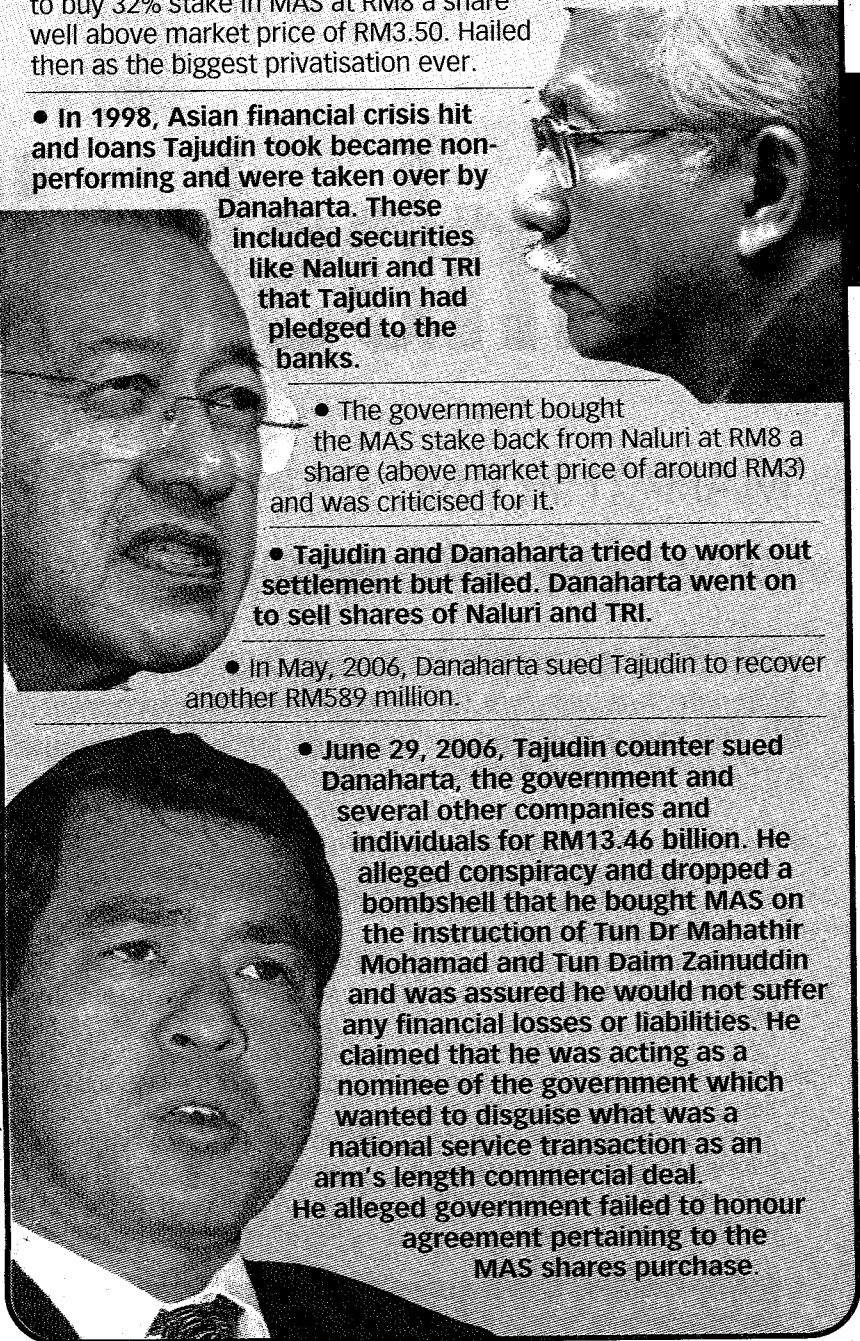 to buy 32% stake in MAS at RM8 a share
well above market price of RM3.50. Hailed
then as the biggest privatisation ever.
• In 1998, Asian financial crisis hit
and loans Tajudin took became non-
performing and were taken over by
Danaharta. These
included securities
like Naluri and TRI
that Tajudin had
pledged to the
banks.
• The government bought
the MAS stake back from Naluri at RM8 a
share (above market price of around RM3)
and was criticised for it.
• Tajudin and Danaharta tried to work out
settlement but failed. Danaharta went on
to sell shares of Naluri and TRI.
• In May, 2006, Danaharta sued Tajudin to recover
another RM589 million.
• June 29, 2006, Tajudin counter sued
Danaharta, the government and
several other companies and
individuals for RM13.46 billion. He
alleged conspiracy and dropped a
bombshell that he bought MAS on
the instruction of Tun Dr Mahathir
Mohamad and Tun Daim Zainuddin
and was assured he would not suffer
any financial losses or liabilities. He
claimed that he was acting as a
nominee of the government which
wanted to disguise what was a
national service transaction as an
arm's length commercial deal.
He alleged government failed to honour
agreement pertaining to the
MAS shares purchase.